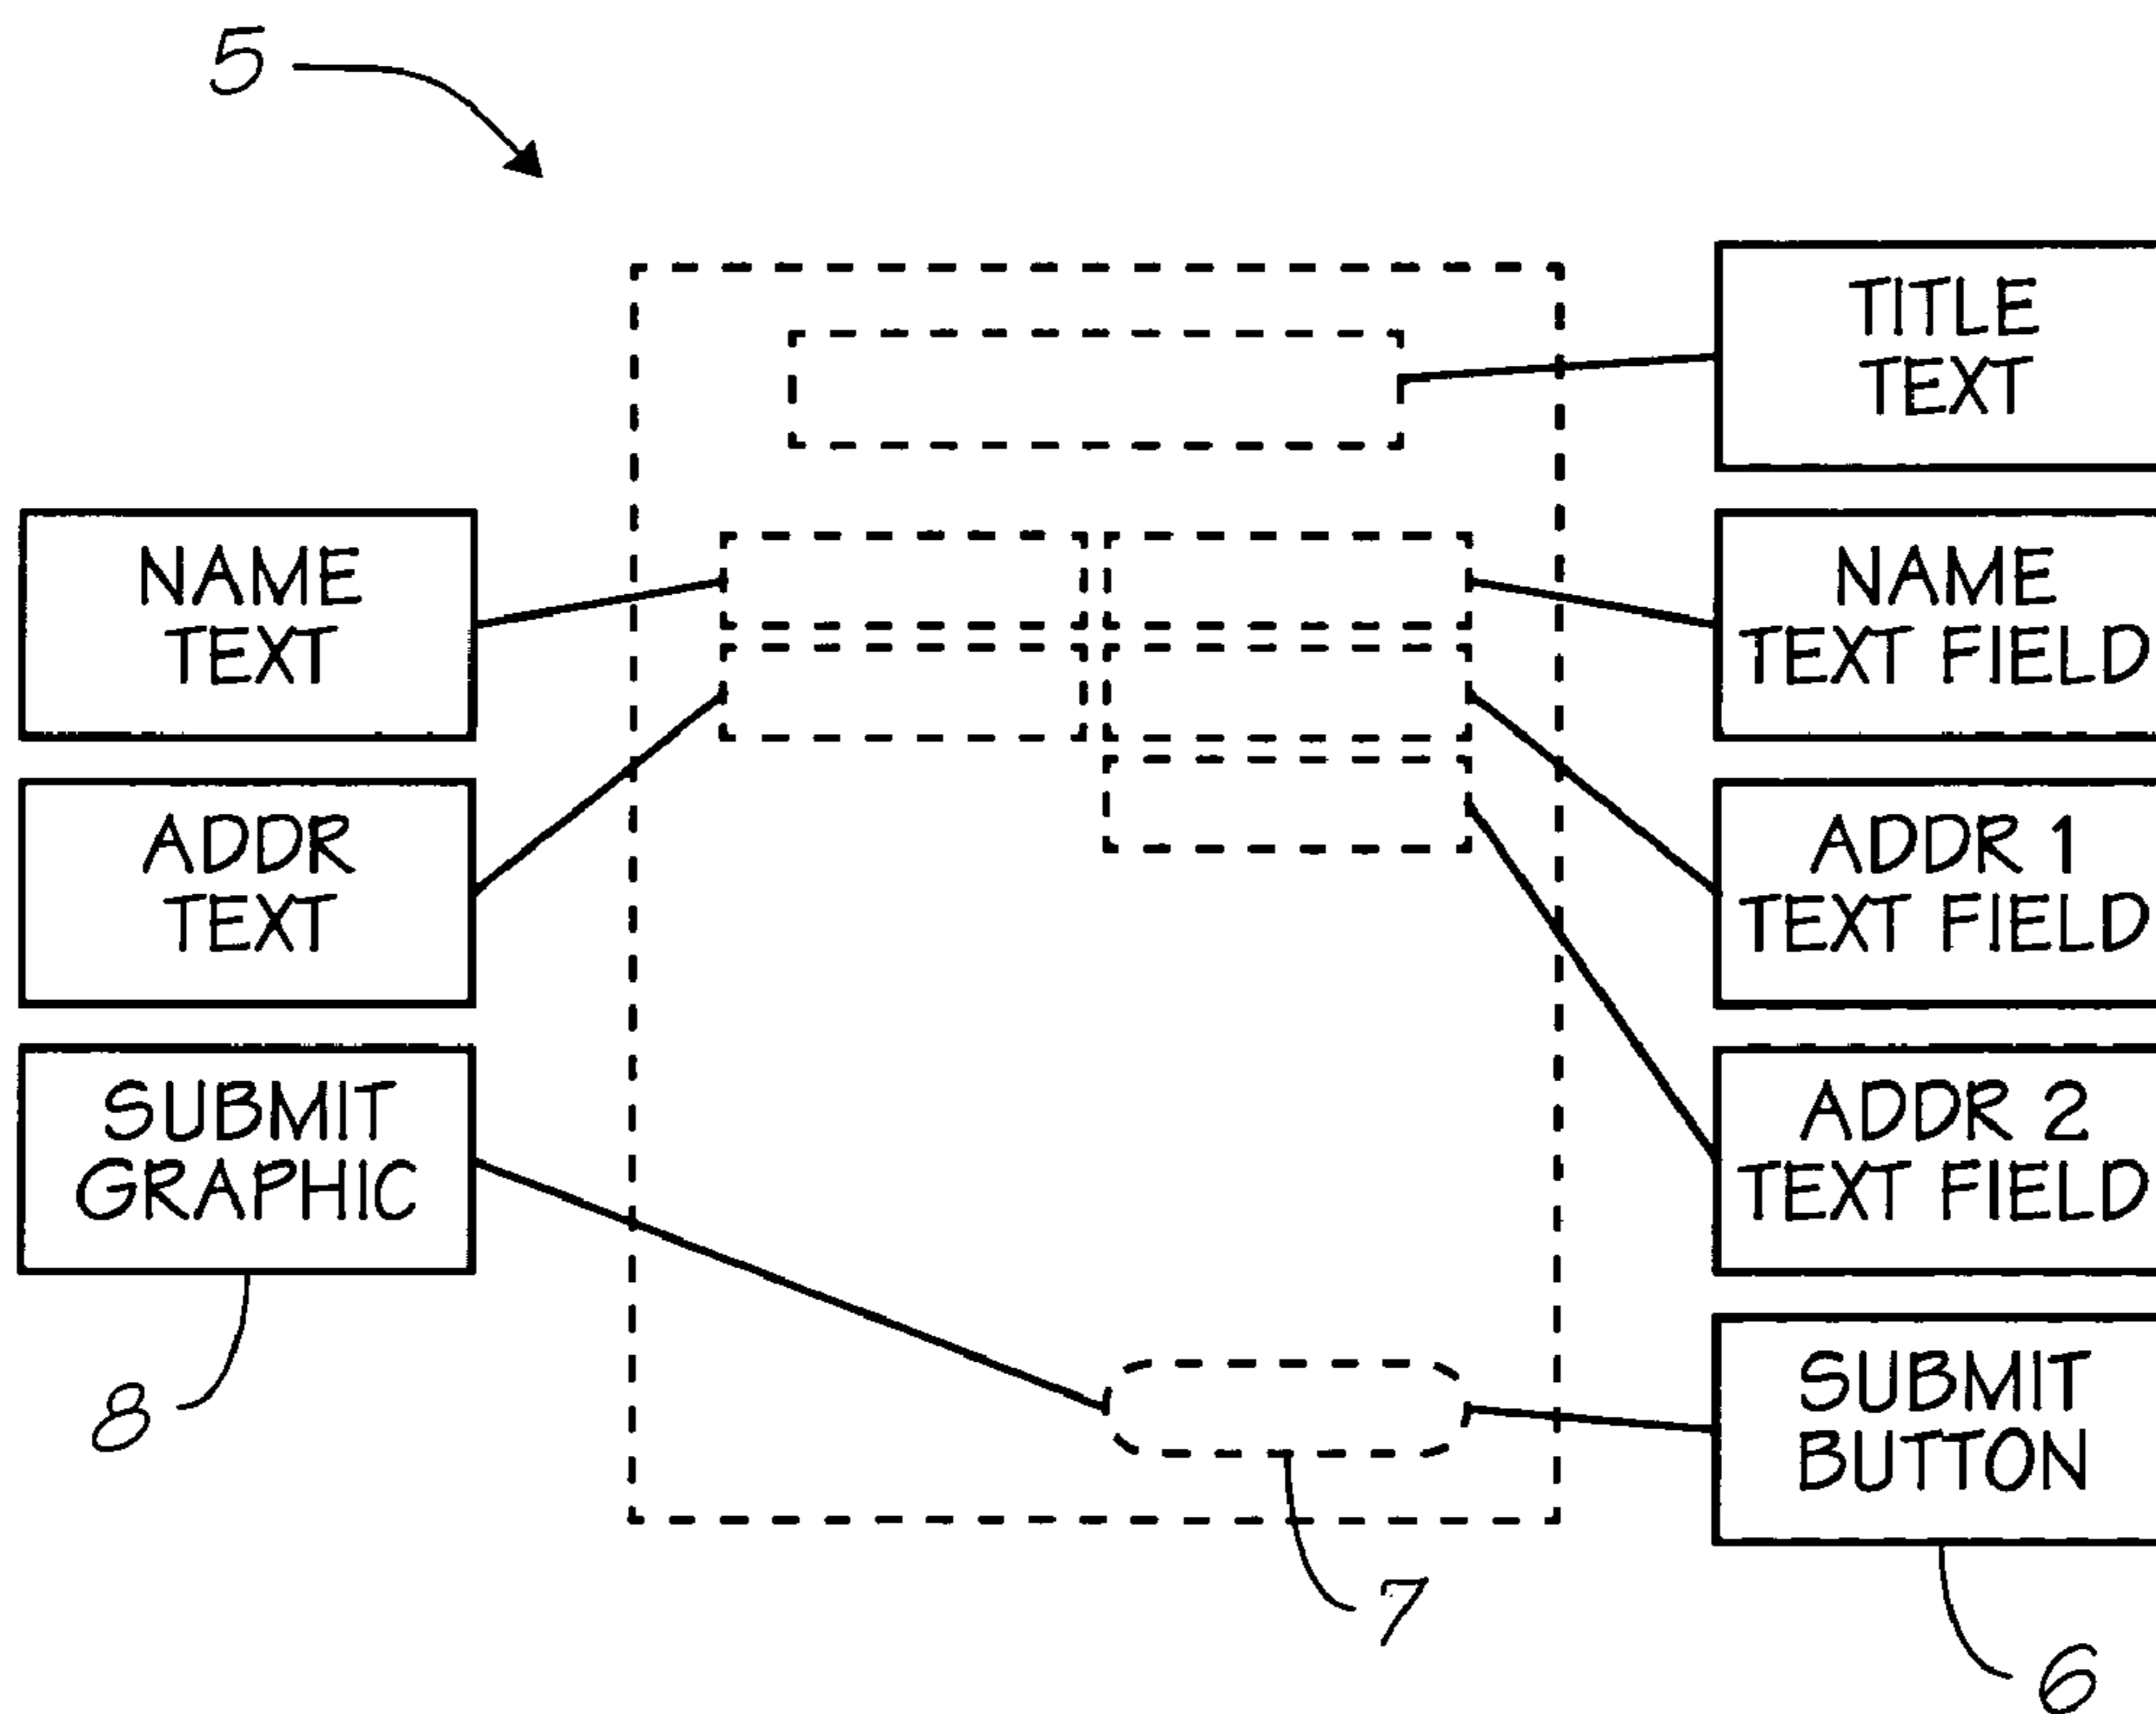 5
TITLE
TEXT
NAME
TEXT
NAME
TEXT FIELD
ADDR
TEXT
ADDR 1
TEXT FIELD
SUBMIT
GRAPHIC
ADDR 2
TEXT FIELD
8
SUBMIT
BUTTON
7
6